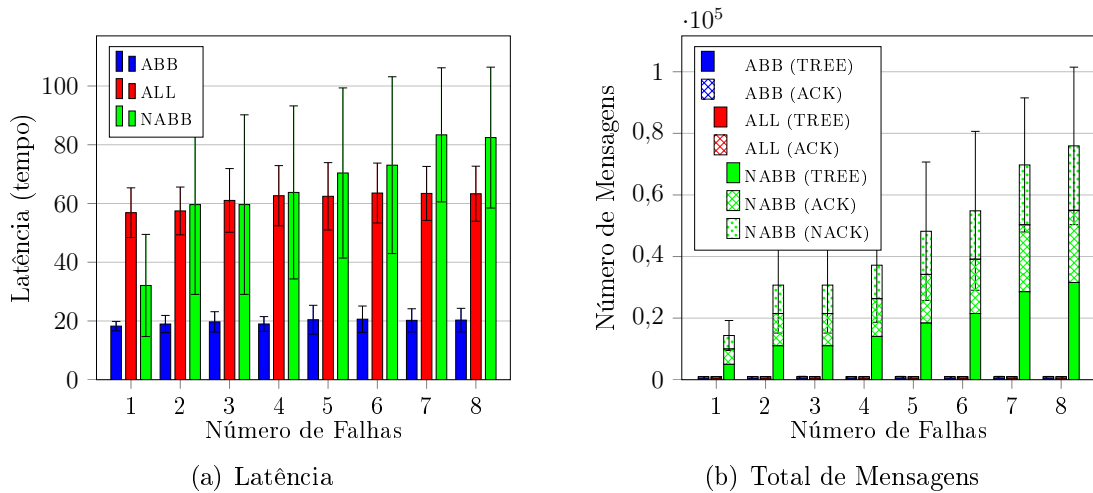 ABB
ALL
NABB
Latência (tempo)
100
80
60
40
20
0
1 2 3 4 5 6 7 8
Número de Falhas
(a) Latência
·10⁵
ABB (TREE)
ABB (ACK)
ALL (TREE)
ALL (ACK)
NABB (TREE)
NABB (ACK)
NABB (NACK)
Número de Mensagens
1
0,8
0,6
0,4
0,2
0
1 2 3 4 5 6 7 8
Número de Falhas
(b) Total de Mensagens